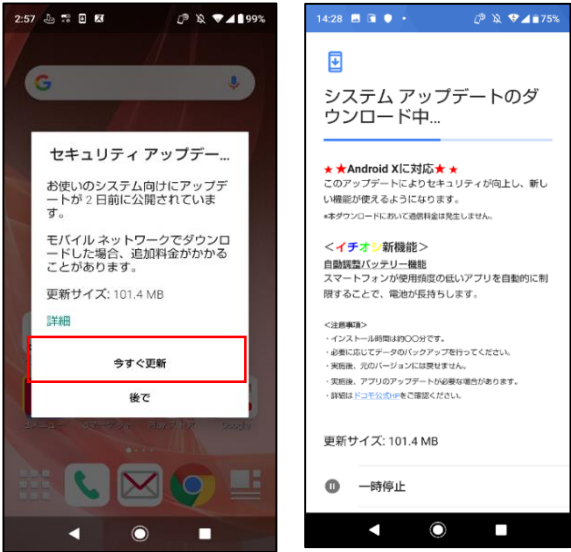 2:57
99%
セキュリティ アップデー...
お使いのシステム向けにアップデ
ートが 2 日前に公開されていま
す。
モバイル ネットワークでダウンロ
ードした場合、追加料金がかかる
ことがあります。
更新サイズ: 101.4 MB
詳細
今すぐ更新
後で
Google
14:28
75%
システム アップデートのダ
ウンロード中...
★ ★Android Xに対応★ ★
このアップデートによりセキュリティが向上し、新し
い機能が使えるようになります。
※本ダウンロードにおいて通信料金は発生しません。
＜イチオシ新機能＞
自動調整バッテリー機能
スマートフォンが使用頻度の低いアプリを自動的に制
限することで、電池が長持ちします。
<注意事項>
・インストール時間は約〇〇分です。
・必要に応じてデータのバックアップを行ってください。
・実施後、元のバージョンには戻せません。
・実施後、アプリのアップデートが必要な場合があります。
・詳細はドコモ公式HPをご確認ください。
更新サイズ: 101.4 MB
一時停止